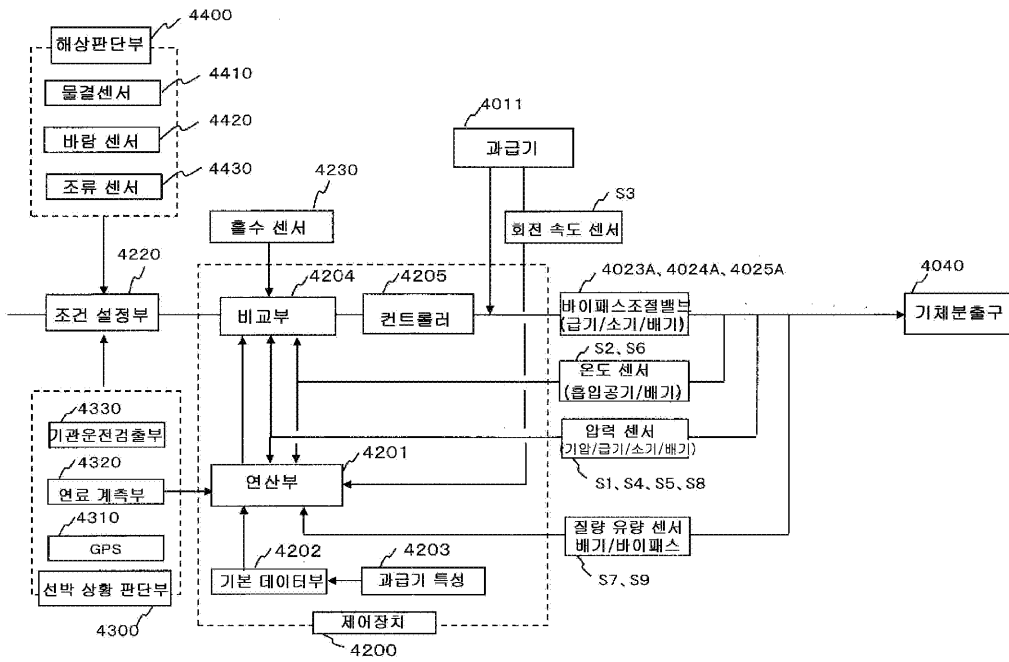 4400
해상판단부
4410
물결센서
4420
바람 센서
4430
조류 센서
4011
과급기
4230
흘수 센서
S3
회전 속도 센서
4220
조건 설정부
4204
비교부
4205
컨트롤러
4023A、4024A、4025A
바이패스조절밸브
(급기/소기/배기)
4040
기체분출구
S2、S6
온도 센서
(흡입공기/배기)
4330
기관운전검출부
4320
연료 계측부
4310
GPS
선박 상황 판단부
4300
압력 센서
(기압/급기/소기/배기)
S1、S4、S5、S8
4201
연산부
질량 유량 센서
배기/바이패스
S7、S9
4202
기본 데이터부
4203
과급기 특성
제어장치
4200